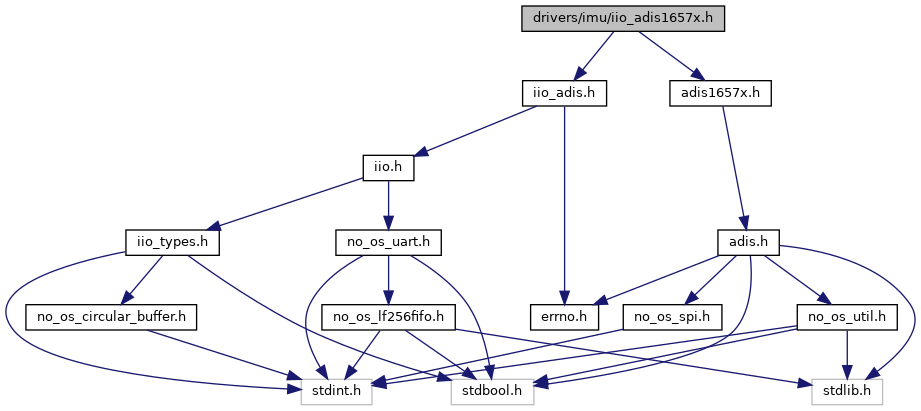 drivers/imu/iio_adis1657x.h
iio_adis.h
adis1657x.h
iio.h
iio_types.h
no_os_uart.h
adis.h
no_os_circular_buffer.h
no_os_lf256fifo.h
errno.h
no_os_spi.h
no_os_util.h
stdint.h
stdbool.h
stdlib.h